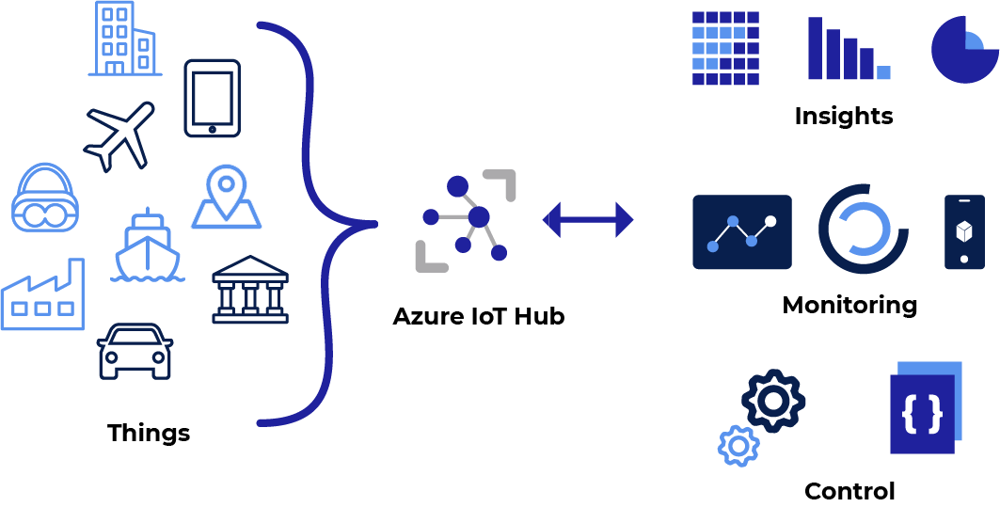 Things
Azure IoT Hub
Insights
Monitoring
{ }
Control